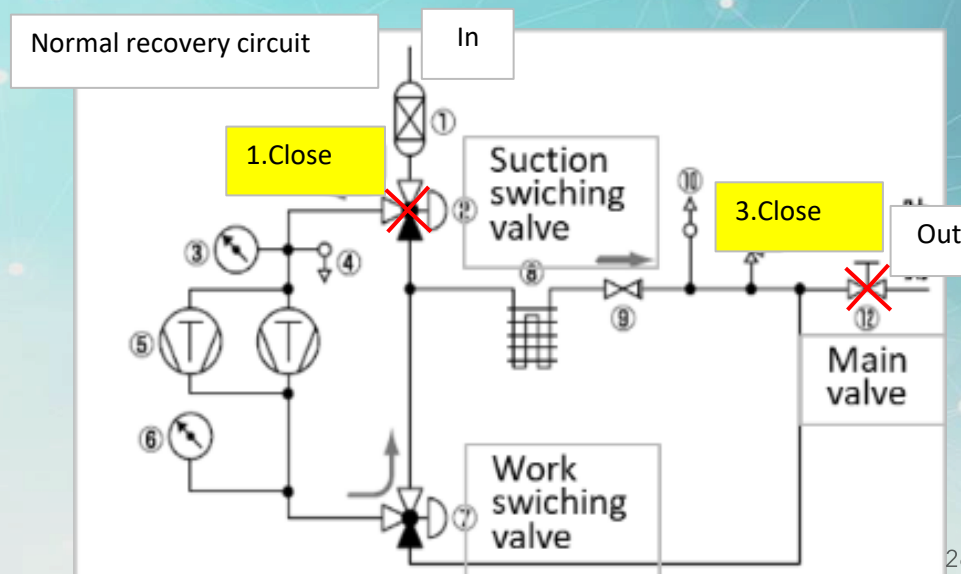 Normal recovery circuit
In
①
1.Close
Suction
swiching
valve
②
⑩
3.Close
Out
③
④
⑧
⑨
⑫
⑤
Main
valve
⑥
Work
swiching
valve
⑦